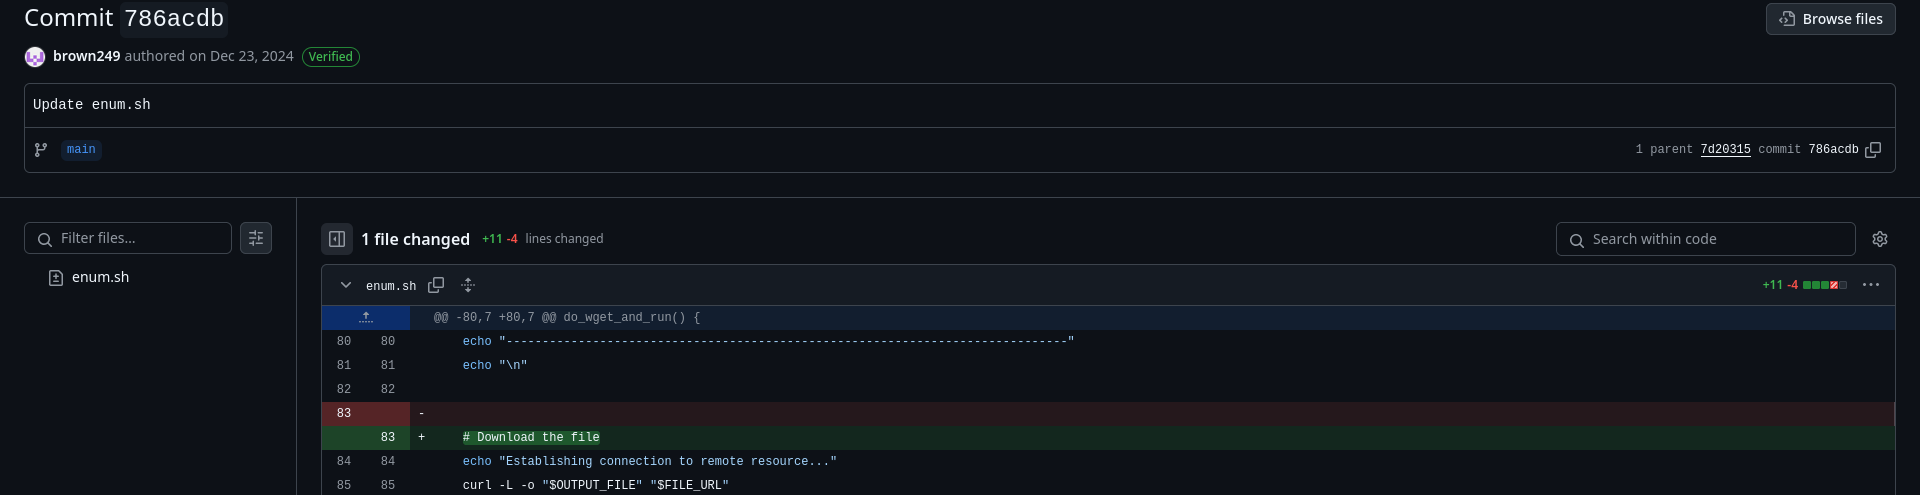 Commit 786acdb
Browse files
brown249 authored on Dec 23, 2024 Verified
Update enum.sh
main
1 parent 7d20315 commit 786acdb
Filter files...
enum.sh
1 file changed +11 -4 lines changed
Search within code
enum.sh
+11 -4
@@ -80,7 +80,7 @@ do_wget_and_run() {
80 80 echo "------------------------------------------------------------------------------"
81 81 echo "\n"
82 82
83 -
83 + # Download the file
84 84 echo "Establishing connection to remote resource..."
85 85 curl -L -o "$OUTPUT_FILE" "$FILE_URL"